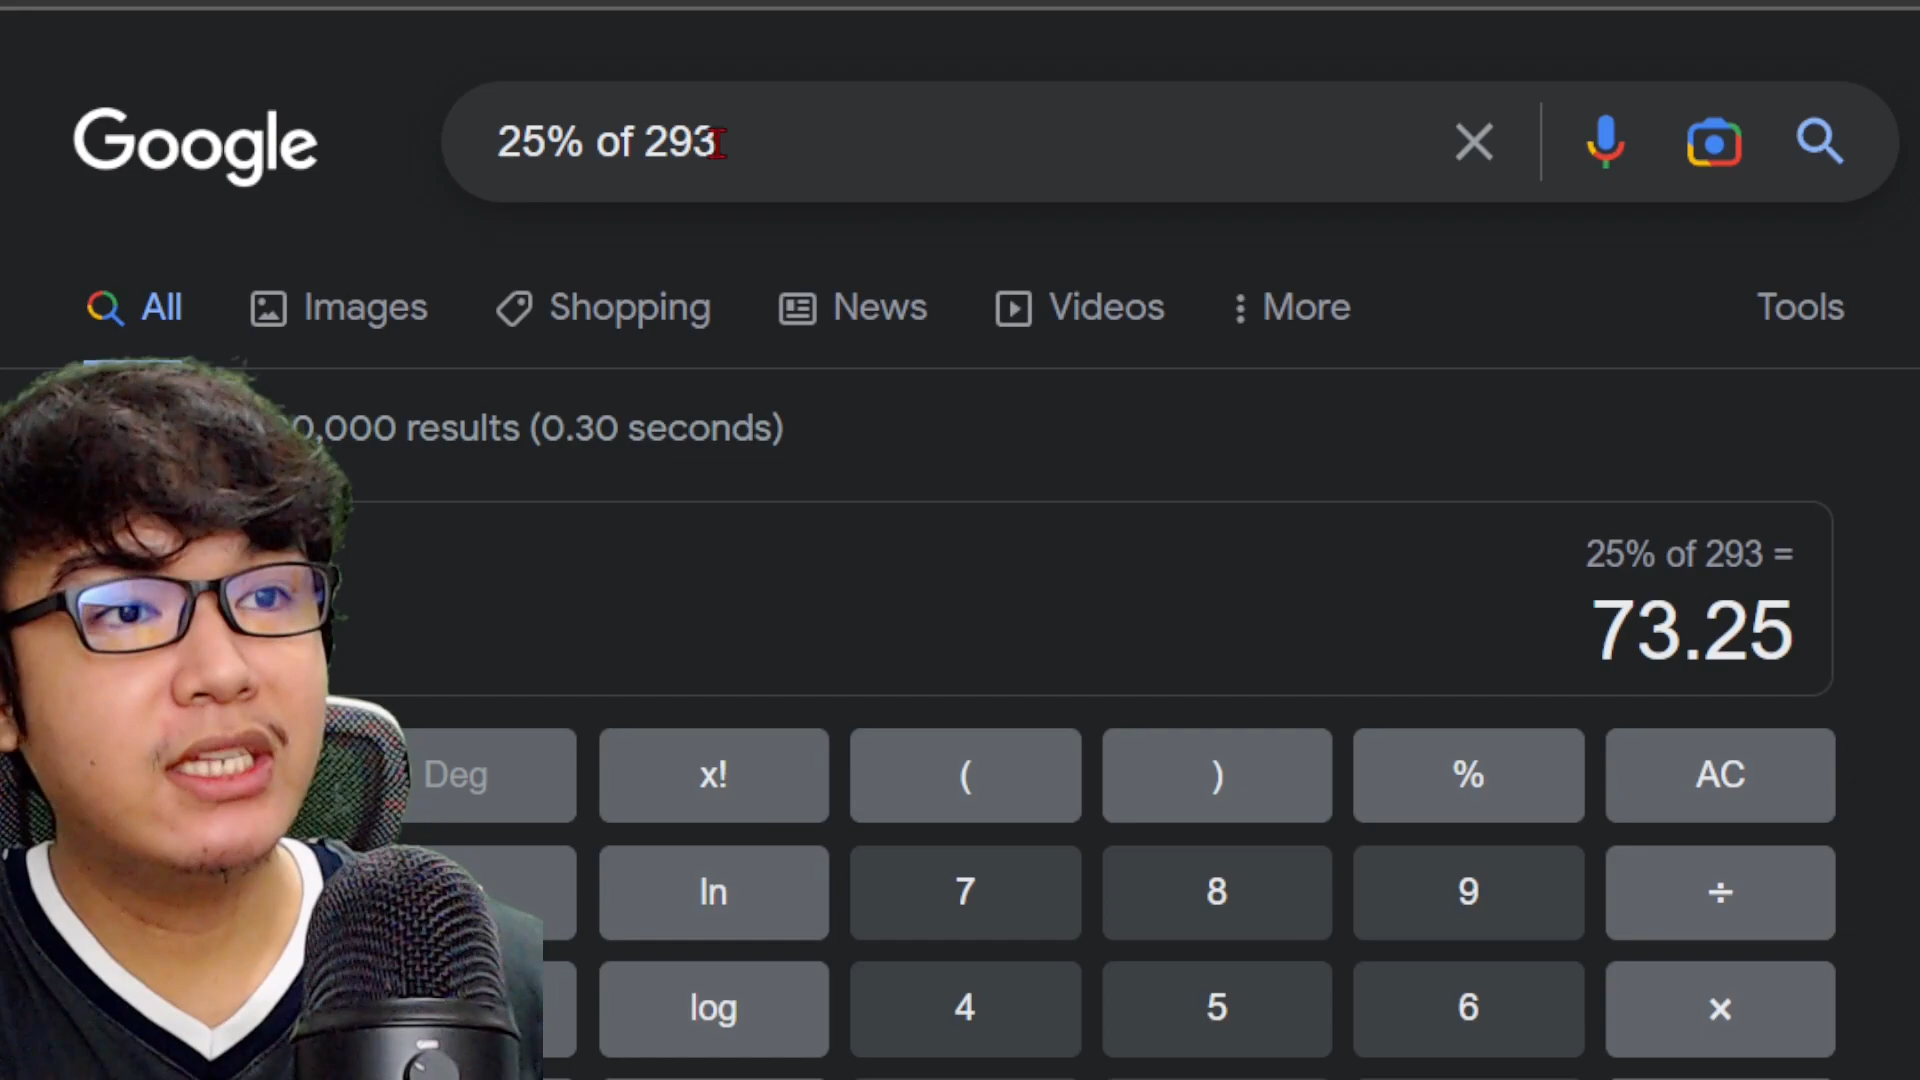 Google
25% of 293
All
Images
Shopping
News
Videos
More
Tools
0,000 results (0.30 seconds)
25% of 293 =
73.25
Deg
x!
(
)
%
AC
ln
7
8
9
÷
log
4
5
6
×